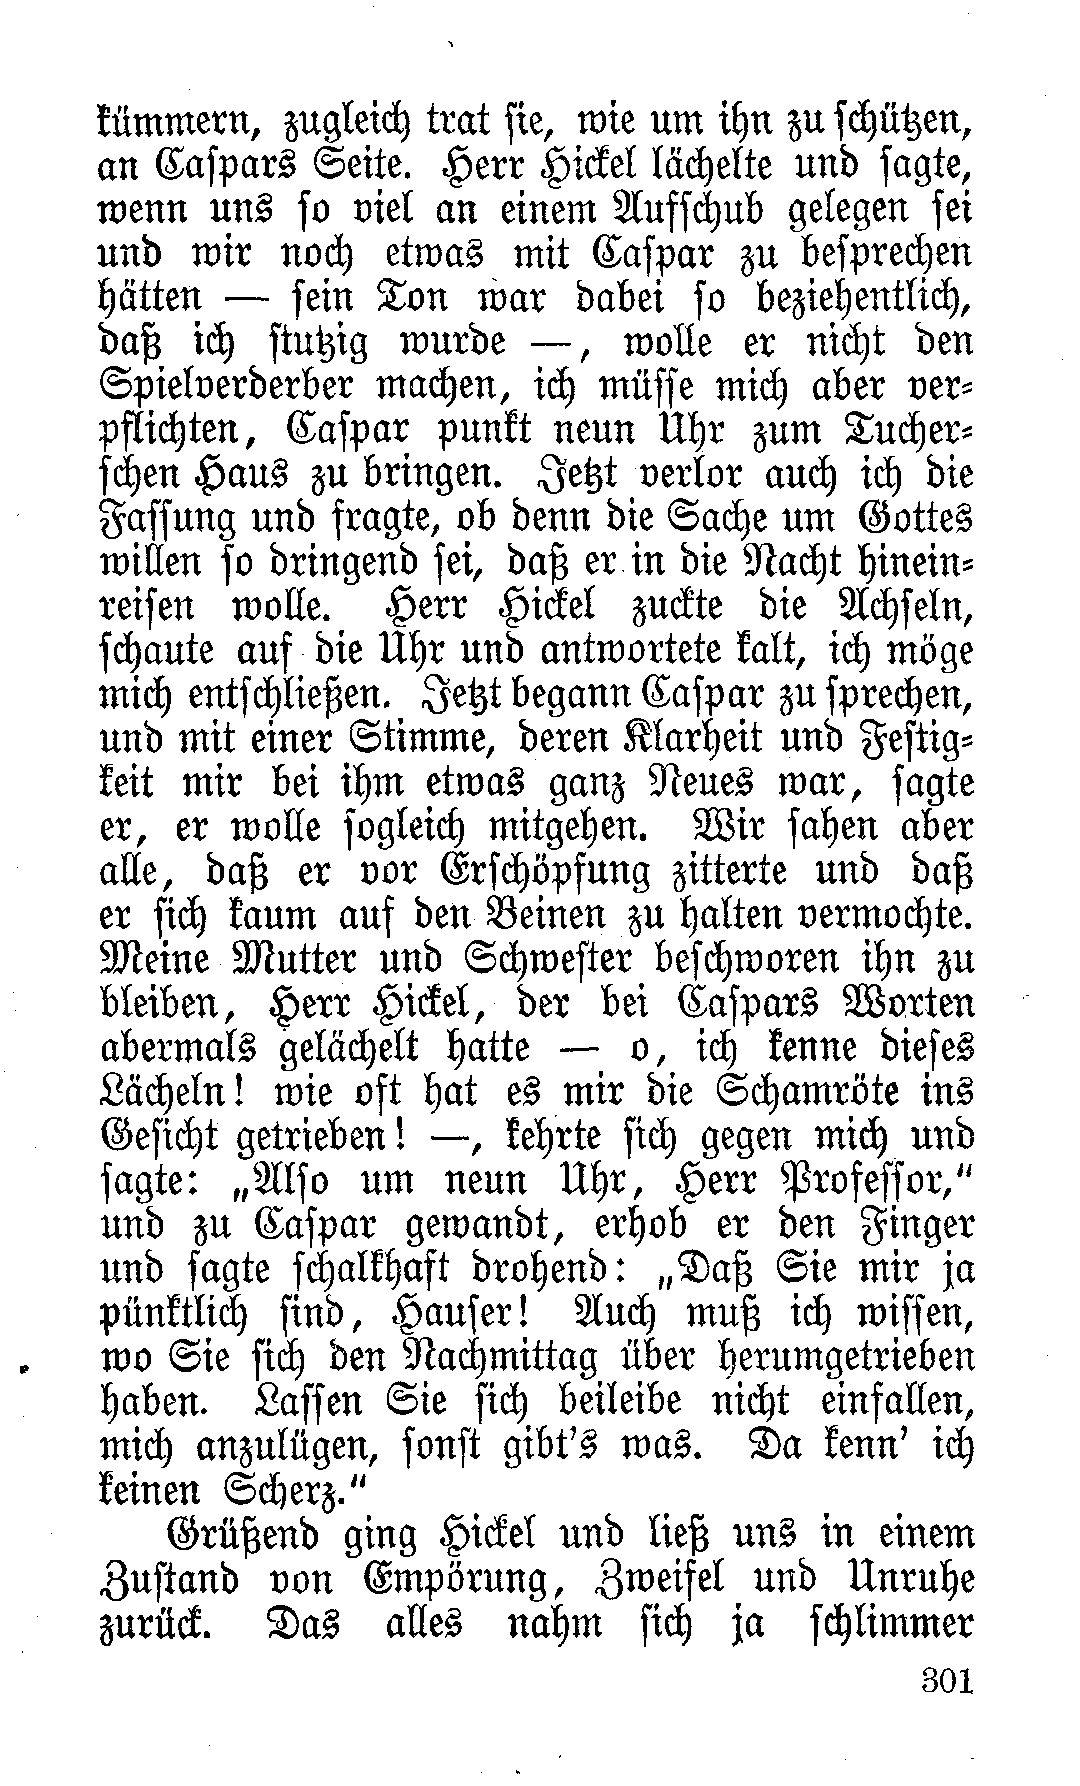 kümmern, zugleich trat sie, wie um ihn zu schützen,
an Caspars Seite. Herr Hickel lächelte und sagte,
wenn uns so viel an einem Aufschub gelegen sei
und wir noch etwas mit Caspar zu besprechen
hätten — sein Ton war dabei so beziehentlich,
daß ich stutzig wurde —, wolle er nicht den
Spielverderber machen, ich müsse mich aber ver-
pflichten, Caspar punkt neun Uhr zum Tucher-
schen Haus zu bringen. Jetzt verlor auch ich die
Fassung und fragte, ob denn die Sache um Gottes
willen so dringend sei, daß er in die Nacht hinein-
reisen wolle. Herr Hickel zuckte die Achseln,
schaute auf die Uhr und antwortete kalt, ich möge
mich entschließen. Jetzt begann Caspar zu sprechen,
und mit einer Stimme, deren Klarheit und Festig-
keit mir bei ihm etwas ganz Neues war, sagte
er, er wolle sogleich mitgehen. Wir sahen aber
alle, daß er vor Erschöpfung zitterte und daß
er sich kaum auf den Beinen zu halten vermochte.
Meine Mutter und Schwester beschworen ihn zu
bleiben, Herr Hickel, der bei Caspars Worten
abermals gelächelt hatte — o, ich kenne dieses
Lächeln! wie oft hat es mir die Schamröte ins
Gesicht getrieben! —, kehrte sich gegen mich und
sagte: „Also um neun Uhr, Herr Professor,"
und zu Caspar gewandt, erhob er den Finger
und sagte schalkhaft drohend: „Daß Sie mir ja
pünktlich sind, Hauser! Auch muß ich wissen,
wo Sie sich den Nachmittag über herumgetrieben
haben. Lassen Sie sich beileibe nicht einfallen,
mich anzulügen, sonst gibt's was. Da kenn' ich
keinen Scherz."
Grüßend ging Hickel und ließ uns in einem
Zustand von Empörung, Zweifel und Unruhe
zurück. Das alles nahm sich ja schlimmer
301